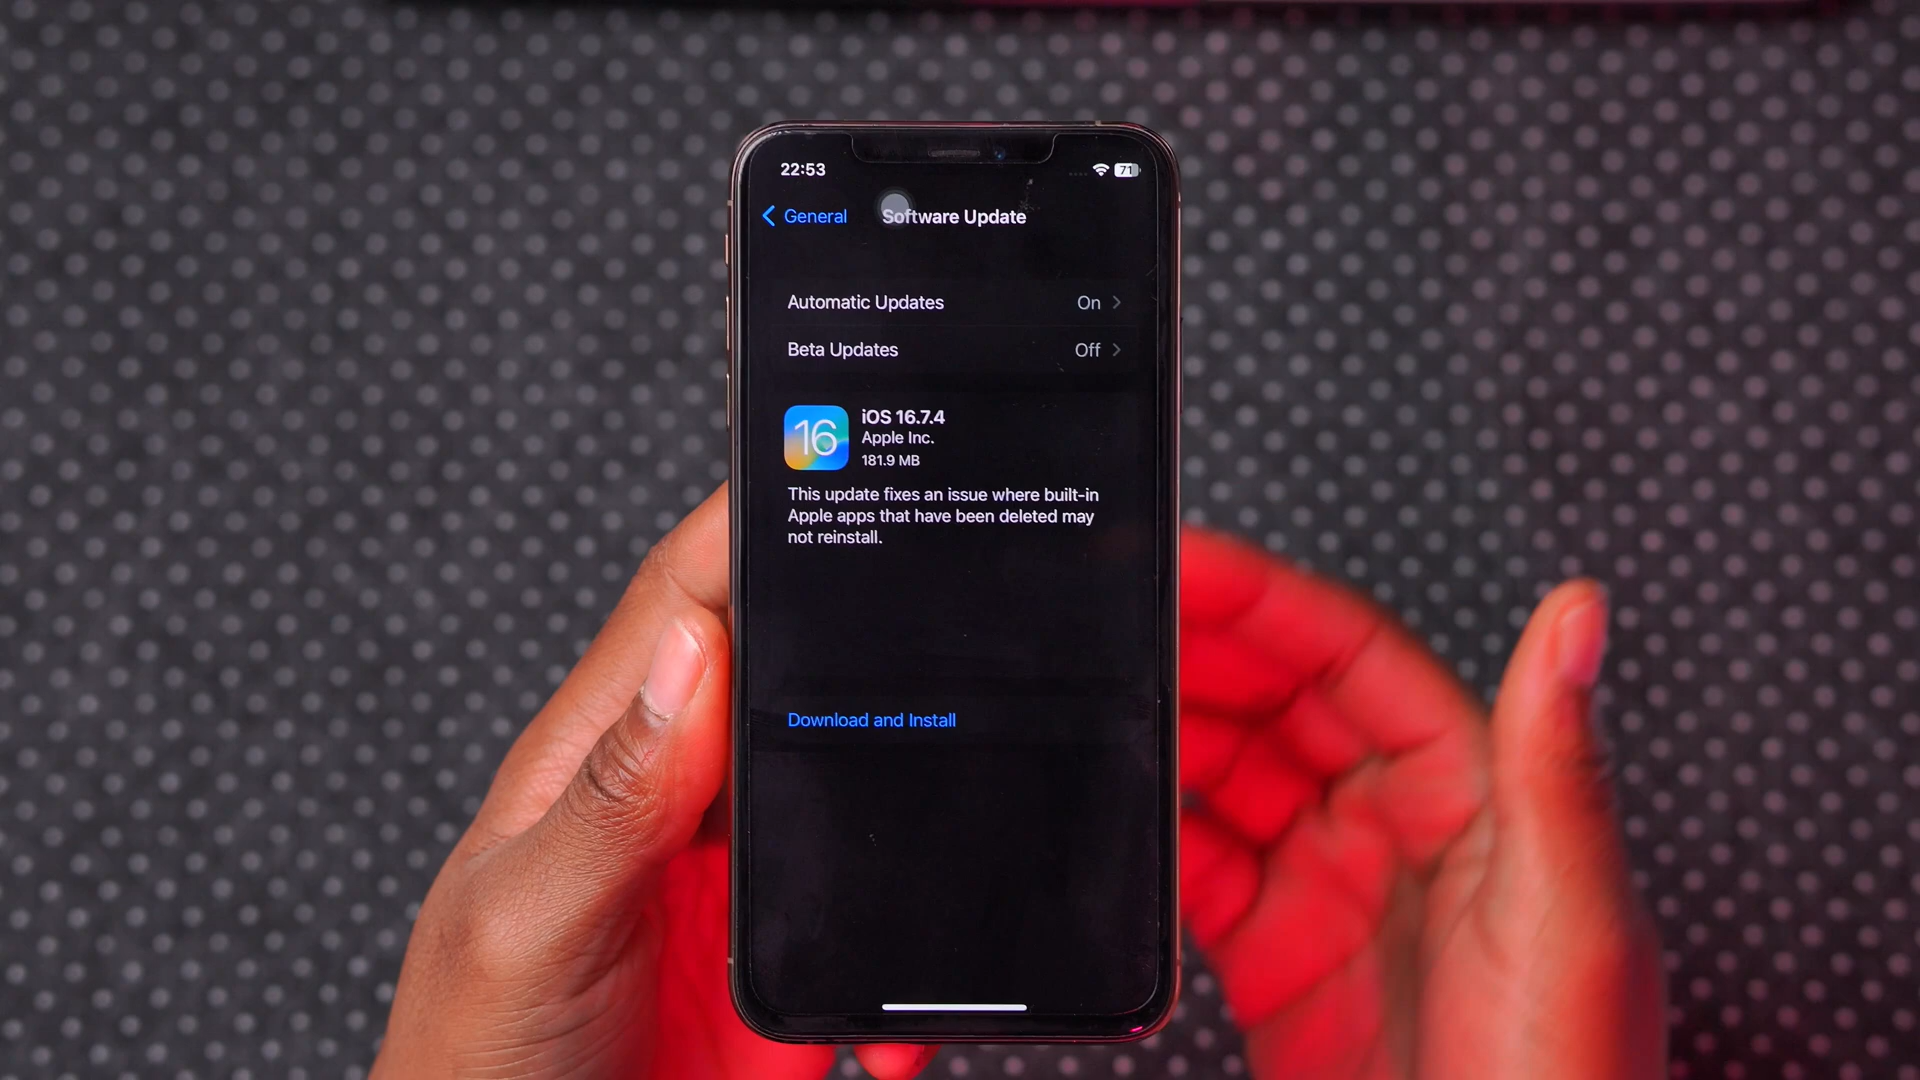 22:53
71
General
Software Update
Automatic Updates
On
Beta Updates
Off
16
iOS 16.7.4
Apple Inc.
181.9 MB
This update fixes an issue where built-in
Apple apps that have been deleted may
not reinstall.
Download and Install